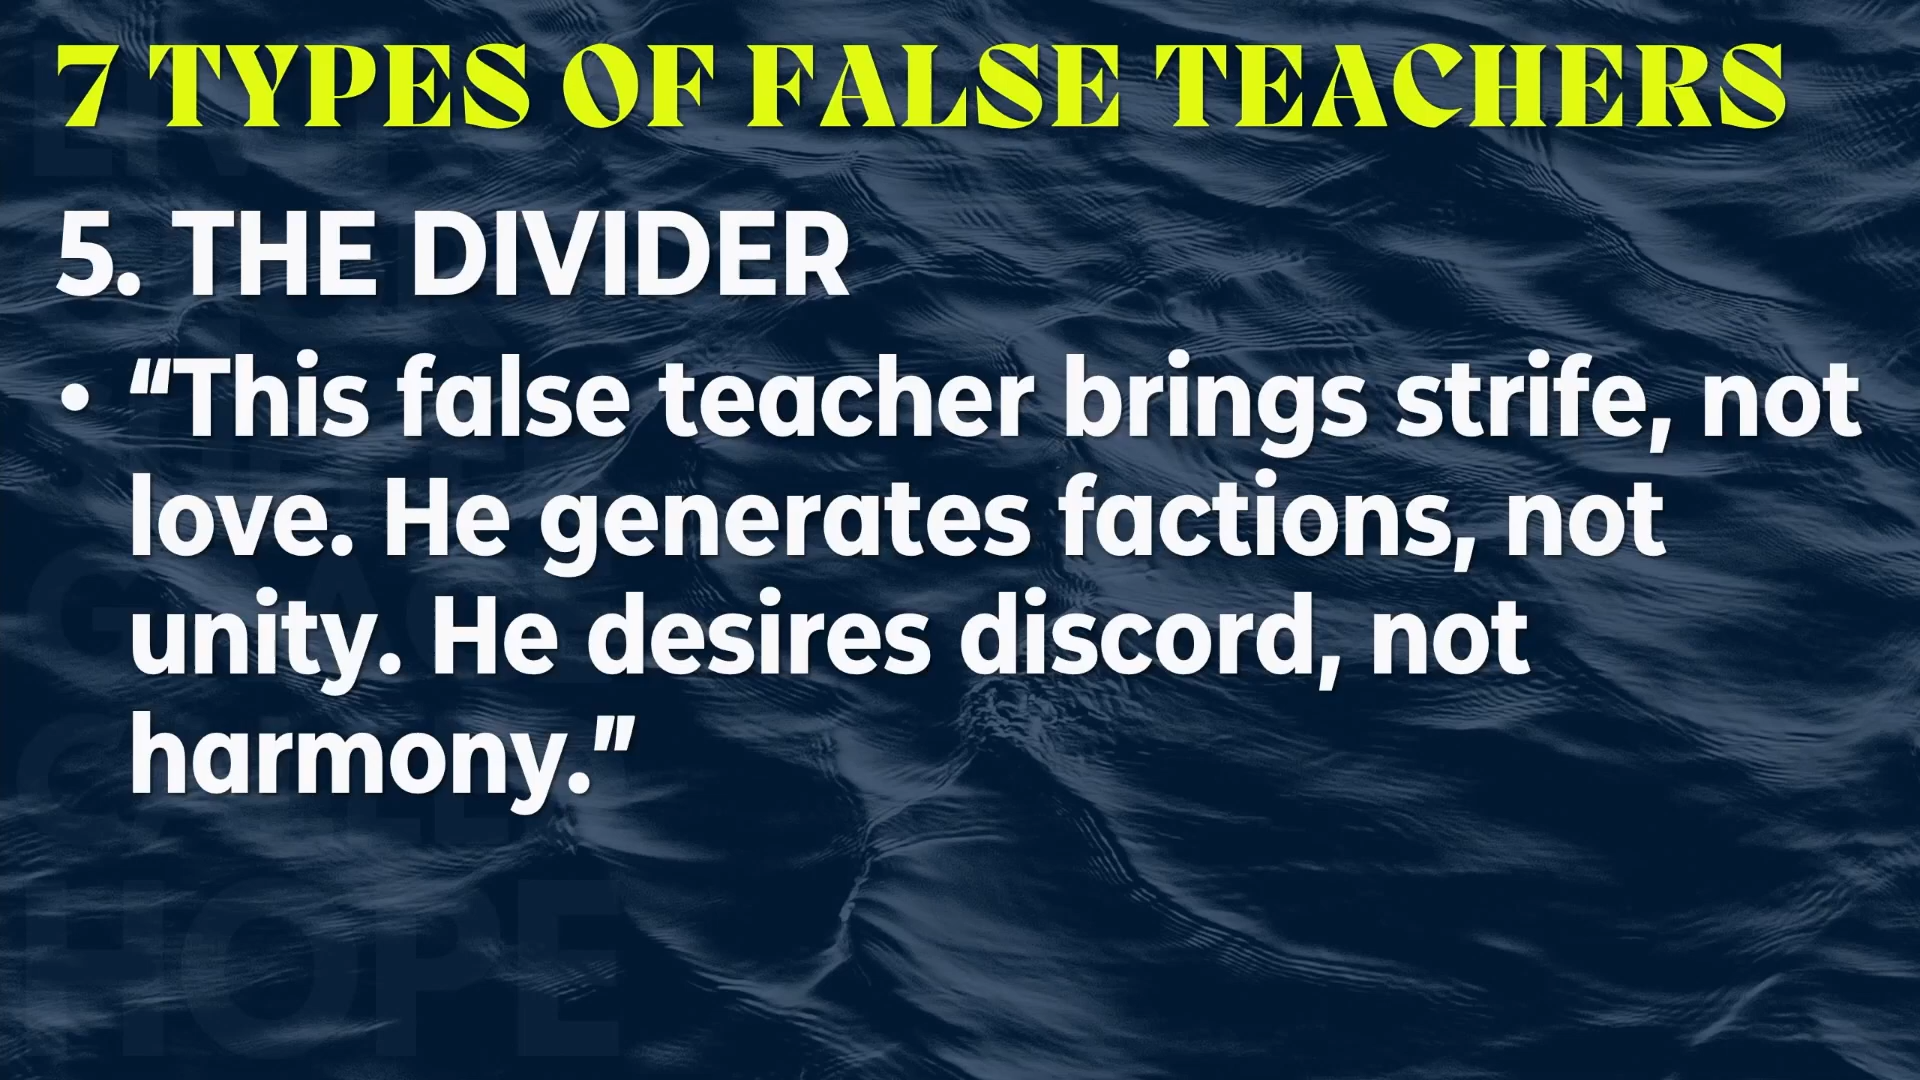 7 TYPES OF FALSE TEACHERS
5. THE DIVIDER
• “This false teacher brings strife, not
love. He generates factions, not
unity. He desires discord, not
harmony.”
HOPE